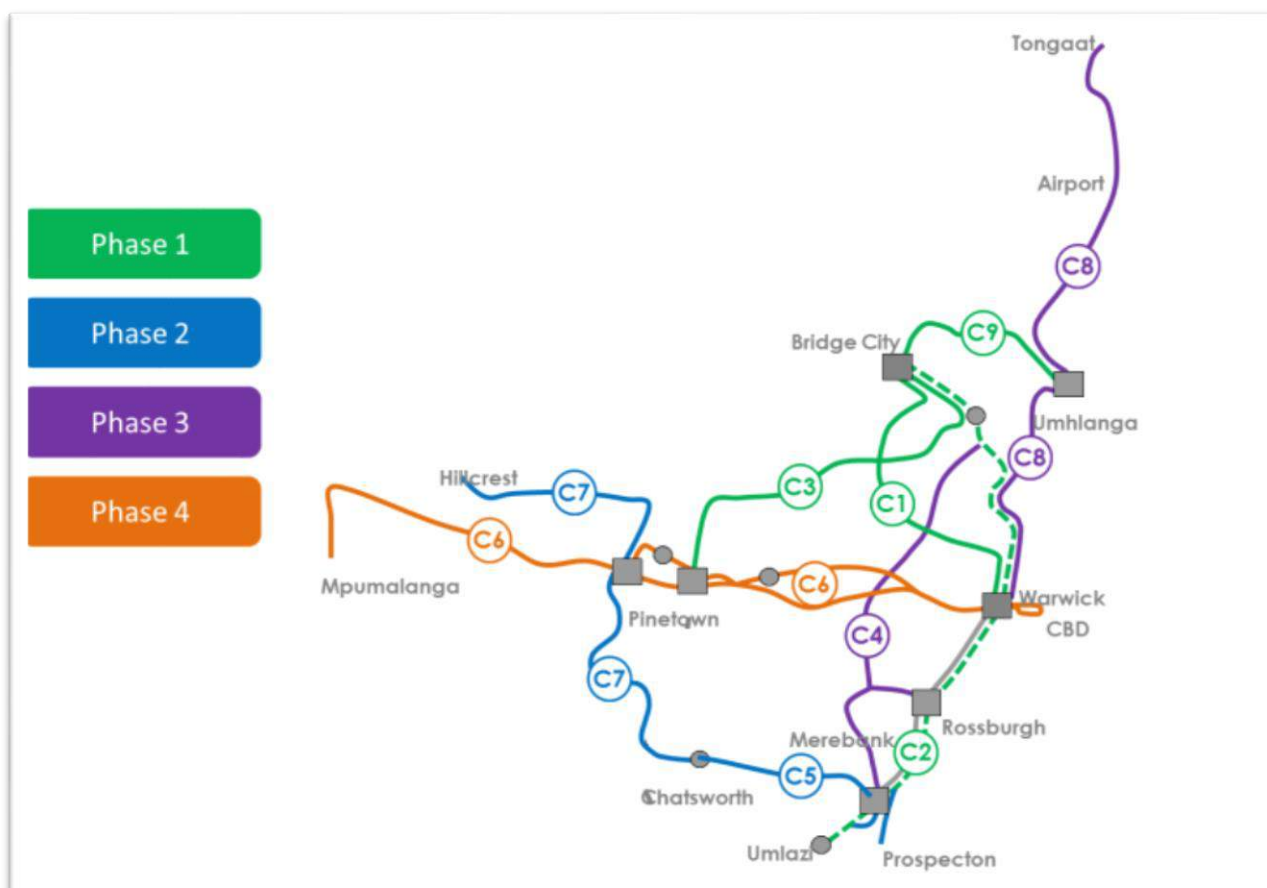 Tongaat
Airport
Phase 1
C8
Phase 2
C9
Bridge City
Phase 3
Umhlanga
C8
Hillcrest
C7
C3
Phase 4
C1
C6
Mpumalanga
C6
Warwick
Pinetown
CBD
C4
C7
Rossburgh
Merebank
C2
C5
Chatsworth
Umlazi
Prospecton